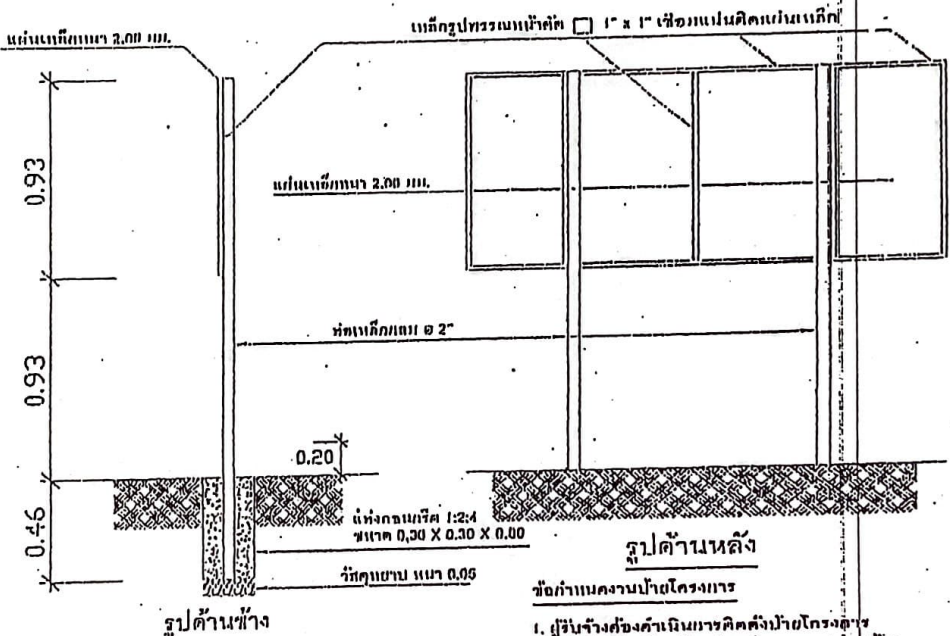 เหล็กรูปพรรณหน้าตัด 1" x 1" เชื่อมแน่นติดแผ่นเหล็ก
แผ่นเหล็กหนา 2.00 มม.
0.93
แผ่นเหล็กหนา 2.00 มม.
ท่อเหล็กกลม Ø 2"
0.93
0.20
0.46
แท่งคอนกรีต 1:2:4
ขนาด 0.30 X 0.30 X
วัสดุหยาบ หนา 0.05
รูปด้านข้าง
รูปด้านหลัง
ข้อกำหนดงานป้ายโครงการ
1. ผู้รับจ้างต้องดำเนินการติดตั้งป้ายโครงการ